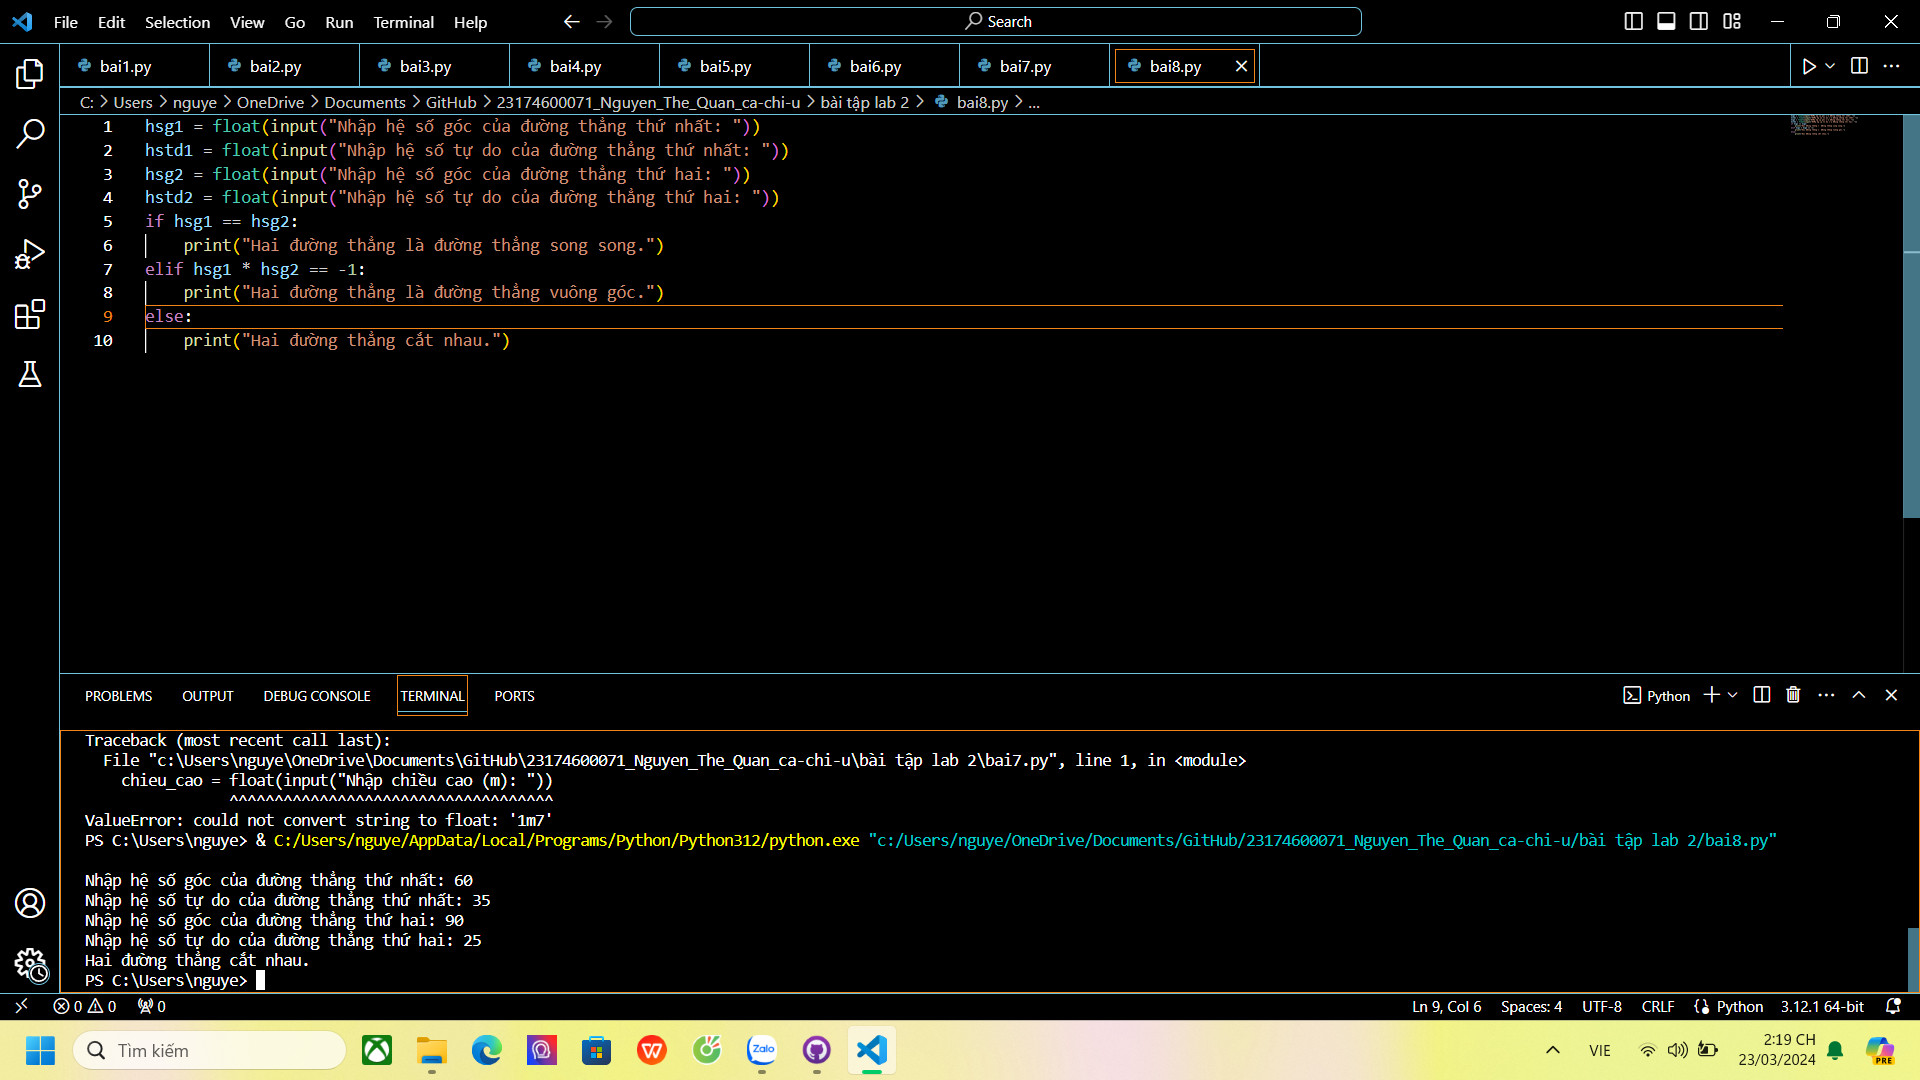 File Edit Selection View Go Run Terminal Help
Search
bai1.py bai2.py bai3.py bai4.py bai5.py bai6.py bai7.py bai8.py
C: > Users > nguye > OneDrive > Documents > GitHub > 23174600071_Nguyen_The_Quan_ca-chi-u > bài tập lab 2 > bai8.py > ...
1 hsg1 = float(input("Nhập hệ số góc của đường thẳng thứ nhất: "))
2 hstd1 = float(input("Nhập hệ số tự do của đường thẳng thứ nhất: "))
3 hsg2 = float(input("Nhập hệ số góc của đường thẳng thứ hai: "))
4 hstd2 = float(input("Nhập hệ số tự do của đường thẳng thứ hai: "))
5 if hsg1 == hsg2:
6     print("Hai đường thẳng là đường thẳng song song.")
7 elif hsg1 * hsg2 == -1:
8     print("Hai đường thẳng là đường thẳng vuông góc.")
9 else:
10     print("Hai đường thẳng cắt nhau.")
PROBLEMS OUTPUT DEBUG CONSOLE TERMINAL PORTS
Python
Traceback (most recent call last):
  File "c:\Users\nguye\OneDrive\Documents\GitHub\23174600071_Nguyen_The_Quan_ca-chi-u\bài tập lab 2\bai7.py", line 1, in <module>
    chieu_cao = float(input("Nhập chiều cao (m): "))
                ^^^^^^^^^^^^^^^^^^^^^^^^^^^^^^^^^^^^
ValueError: could not convert string to float: '1m7'
PS C:\Users\nguye> & C:/Users/nguye/AppData/Local/Programs/Python/Python312/python.exe "c:/Users/nguye/OneDrive/Documents/GitHub/23174600071_Nguyen_The_Quan_ca-chi-u/bài tập lab 2/bai8.py"
Nhập hệ số góc của đường thẳng thứ nhất: 60
Nhập hệ số tự do của đường thẳng thứ nhất: 35
Nhập hệ số góc của đường thẳng thứ hai: 90
Nhập hệ số tự do của đường thẳng thứ hai: 25
Hai đường thẳng cắt nhau.
PS C:\Users\nguye>
0 0 0 Ln 9, Col 6 Spaces: 4 UTF-8 CRLF Python 3.12.1 64-bit
Tìm kiếm
Zalo
VIE
2:19 CH
23/03/2024
PRE